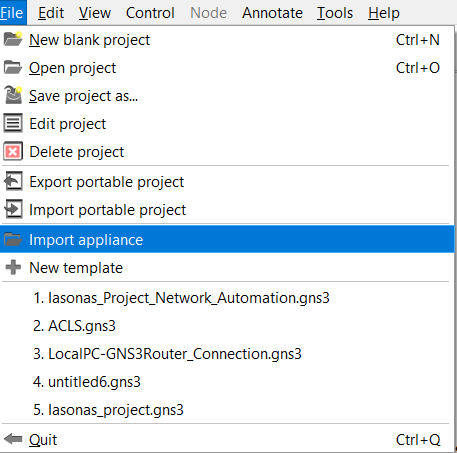 File Edit View Control Node Annotate Tools Help
New blank project Ctrl+N
Open project Ctrl+O
Save project as...
Edit project
Delete project
Export portable project
Import portable project
Import appliance
New template
1. Iasonas_Project_Network_Automation.gns3
2. ACLS.gns3
3. LocalPC-GNS3Router_Connection.gns3
4. untitled6.gns3
5. Iasonas_project.gns3
Quit Ctrl+Q